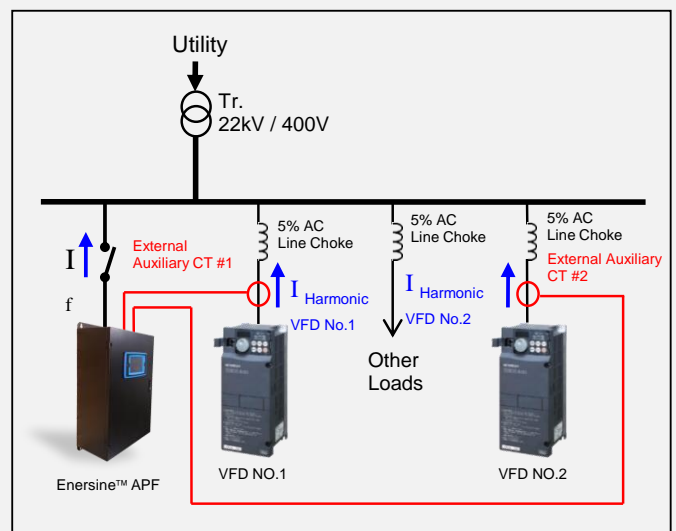 Utility
Tr.
22kV / 400V
5% AC
Line Choke
5% AC
Line Choke
5% AC
Line Choke
External
Auxiliary CT #1
External Auxiliary
CT #2
I
f
I Harmonic
VFD No.1
I Harmonic
VFD No.2
Other
Loads
Enersine™ APF
VFD NO.1
VFD NO.2